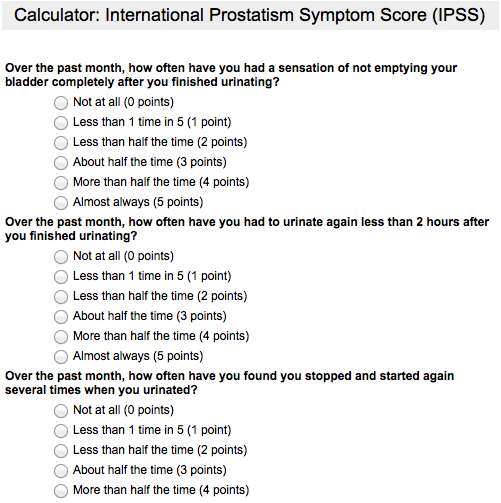 Calculator: International Prostatism Symptom Score (IPSS)
Over the past month, how often have you had a sensation of not emptying your
bladder completely after you finished urinating?
Not at all (0 points)
Less than 1 time in 5 (1 point)
Less than half the time (2 points)
About half the time (3 points)
More than half the time (4 points)
Almost always (5 points)
Over the past month, how often have you had to urinate again less than 2 hours after
you finished urinating?
Not at all (0 points)
Less than 1 time in 5 (1 point)
Less than half the time (2 points)
About half the time (3 points)
More than half the time (4 points)
Almost always (5 points)
Over the past month, how often have you found you stopped and started again
several times when you urinated?
Not at all (0 points)
Less than 1 time in 5 (1 point)
Less than half the time (2 points)
About half the time (3 points)
More than half the time (4 points)